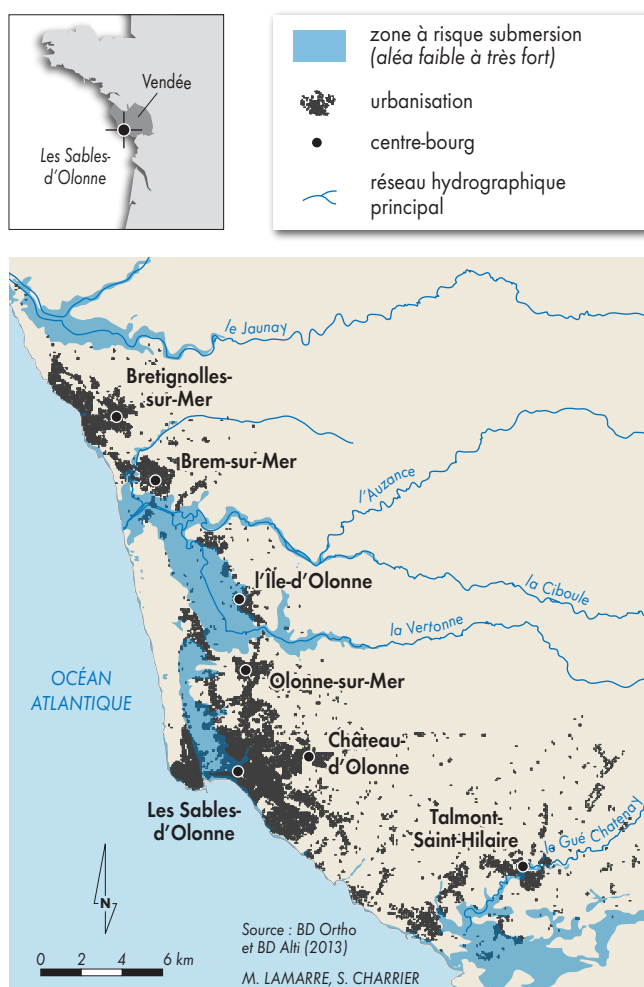 Vendée
Les Sables-
d'Olonne
zone à risque submersion
(aléa faible à très fort)
urbanisation
centre-bourg
réseau hydrographique
principal
le Jaunay
Bretignolles-
sur-Mer
Brem-sur-Mer
l'Auzance
l'Île-d'Olonne
la Ciboule
la Vertonne
OCÉAN
ATLANTIQUE
Olonne-sur-Mer
Château-
d'Olonne
Les Sables-
d'Olonne
Talmont-
Saint-Hilaire
le Gué Chatenay
N
Source : BD Ortho
et BD Alti (2013)
0 2 4 6 km
M. LAMARRE, S. CHARRIER